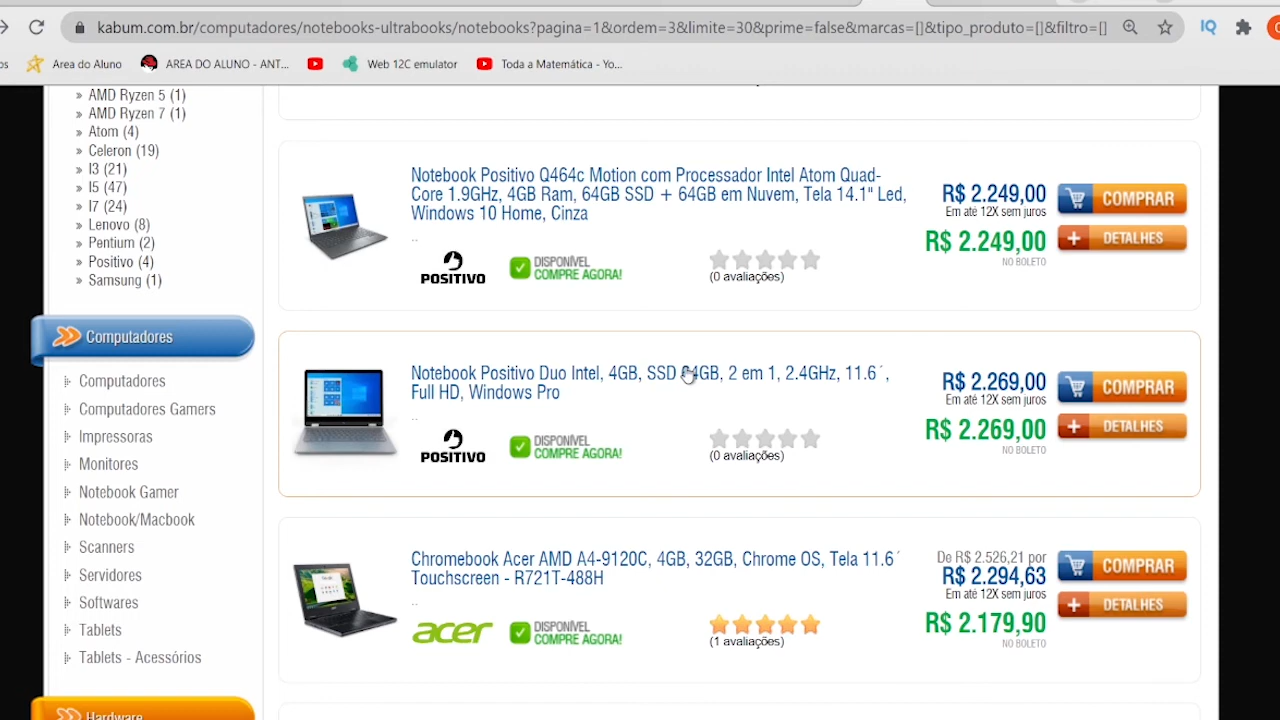 kabum.com.br/computadores/notebooks-ultrabooks/notebooks?pagina=1&ordem=3&limite=30&prime=false&marcas=[]&tipo_produto=[]&filtro=[]
IQ
os
Area do Aluno
AREA DO ALUNO - ANT...
Web 12C emulator
Toda a Matemática - Yo...
» AMD Ryzen 5 (1)
» AMD Ryzen 7 (1)
» Atom (4)
» Celeron (19)
» I3 (21)
» I5 (47)
» I7 (24)
» Lenovo (8)
» Pentium (2)
» Positivo (4)
» Samsung (1)
Computadores
Computadores
Computadores Gamers
Impressoras
Monitores
Notebook Gamer
Notebook/Macbook
Scanners
Servidores
Softwares
Tablets
Tablets - Acessórios
Hardware
Notebook Positivo Q464c Motion com Processador Intel Atom Quad-
Core 1.9GHz, 4GB Ram, 64GB SSD + 64GB em Nuvem, Tela 14.1" Led,
Windows 10 Home, Cinza
..
POSITIVO
DISPONÍVEL
COMPRE AGORA!
(0 avaliações)
R$ 2.249,00
Em até 12X sem juros
R$ 2.249,00
NO BOLETO
COMPRAR
+ DETALHES
Notebook Positivo Duo Intel, 4GB, SSD 64GB, 2 em 1, 2.4GHz, 11.6´,
Full HD, Windows Pro
..
POSITIVO
DISPONÍVEL
COMPRE AGORA!
(0 avaliações)
R$ 2.269,00
Em até 12X sem juros
R$ 2.269,00
NO BOLETO
COMPRAR
+ DETALHES
Chromebook Acer AMD A4-9120C, 4GB, 32GB, Chrome OS, Tela 11.6´
Touchscreen - R721T-488H
..
acer
DISPONÍVEL
COMPRE AGORA!
(1 avaliações)
De R$ 2.526,21 por
R$ 2.294,63
Em até 12X sem juros
R$ 2.179,90
NO BOLETO
COMPRAR
+ DETALHES